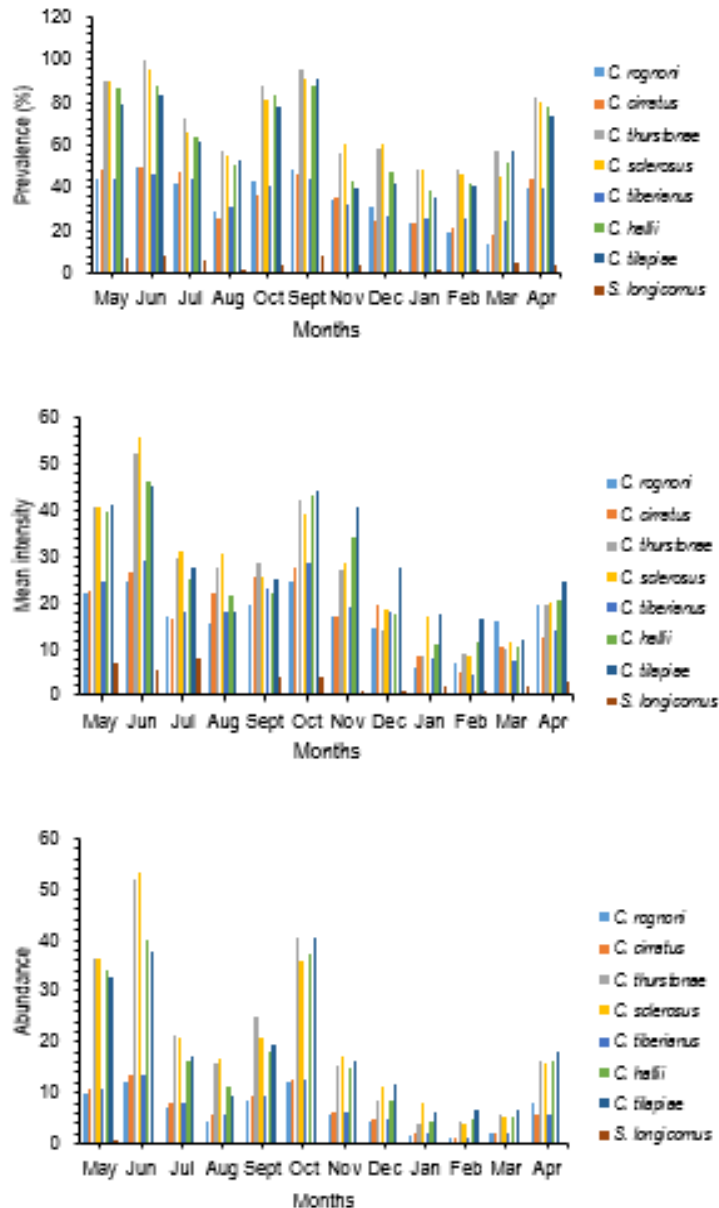 120
100
80
60
40
20
0
Prevalence (%)
May Jun Jul Aug Oct Sept Nov Dec Jan Feb Mar Apr
Months
C. rognoni
C. cirratus
C. thurstonae
C. sclerosus
C. tiberianus
C. hallii
C. tilapiae
S. longicornus
60
50
40
30
20
10
0
Mean intensity
May Jun Jul Aug Sept Oct Nov Dec Jan Feb Mar Apr
Months
C. rognoni
C. cirratus
C. thurstonae
C. sclerosus
C. tiberianus
C. hallii
C. tilapiae
S. longicornus
60
50
40
30
20
10
0
Abundance
May Jun Jul Aug Sept Oct Nov Dec Jan Feb Mar Apr
Months
C. rognoni
C. cirratus
C. thurstonae
C. sclerosus
C. tiberianus
C. hallii
C. tilapiae
S. longicornus